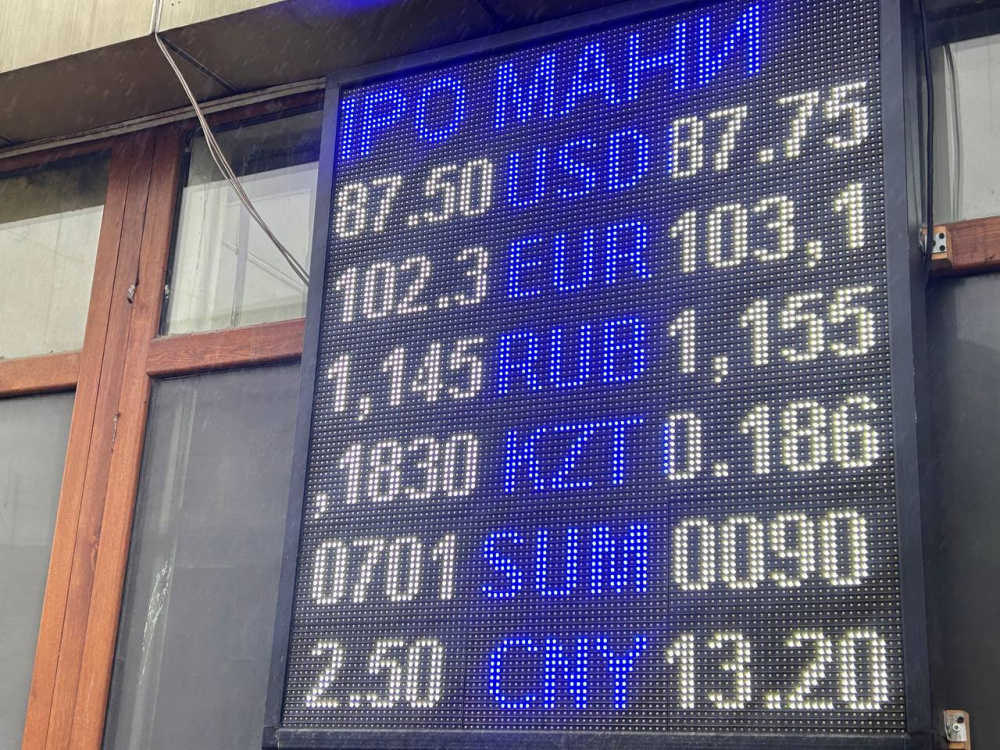 ПРО МАНИ
87.50 USD 87.75
102.3 EUR 103,1
1,145 RUB 1,155
,1830 KZT 0.186
0701 SUM 0090
2.50 CNY 13.20